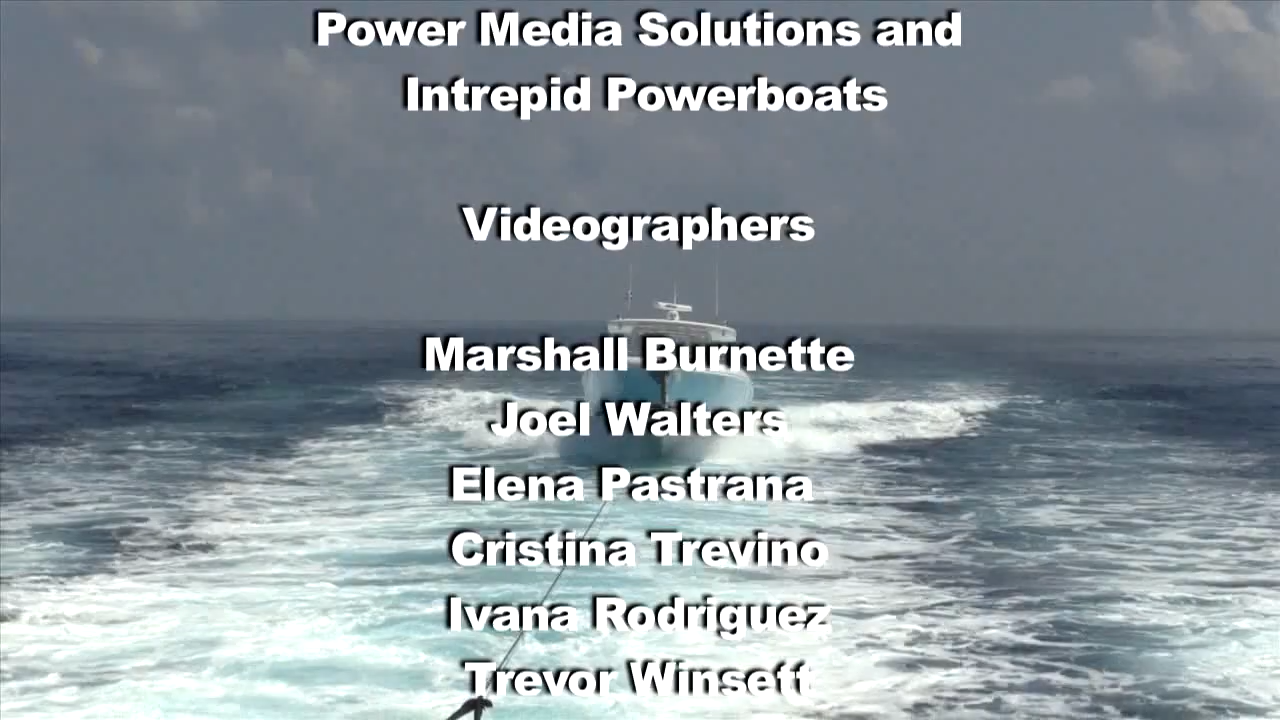 Power Media Solutions and
Intrepid Powerboats
Videographers
Marshall Burnette
Joel Walters
Elena Pastrana
Cristina Trevino
Ivana Rodriguez
Trevor Winsett